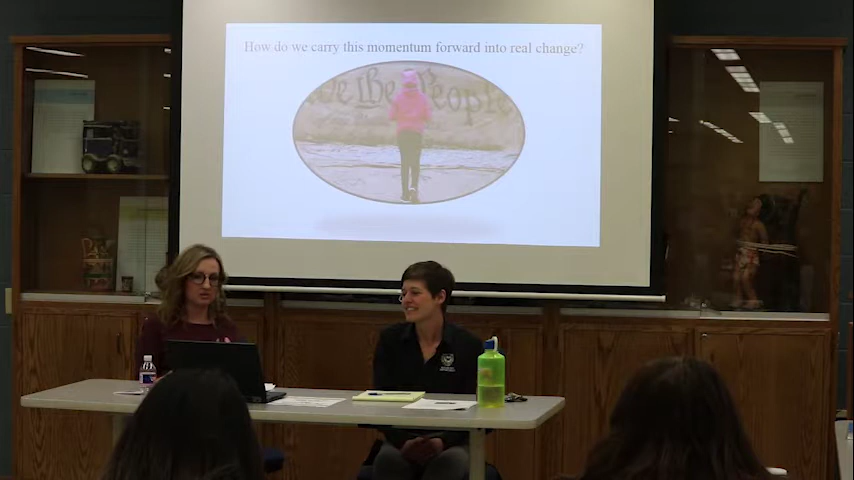 How do we carry this momentum forward into real change?
We the People